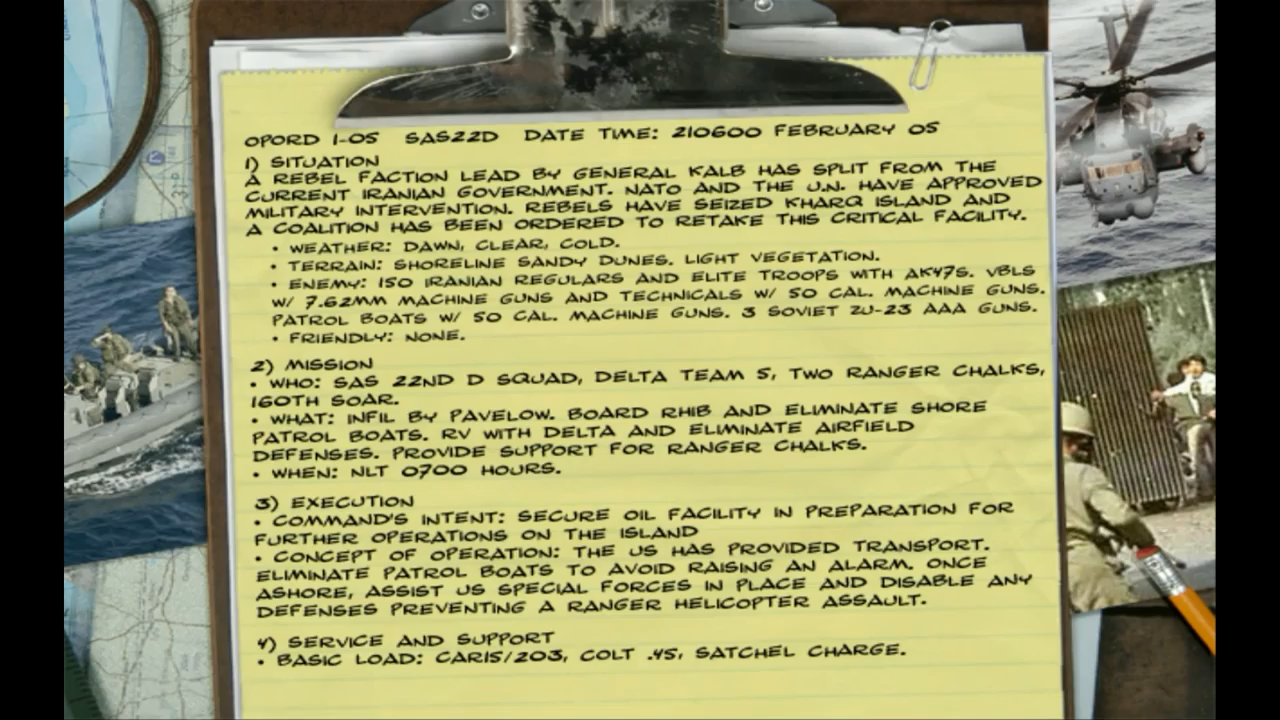 OPORD 1-05 SAS22D DATE TIME: 210600 FEBRUARY 05
1) SITUATION
A REBEL FACTION LEAD BY GENERAL KALB HAS SPLIT FROM THE
CURRENT IRANIAN GOVERNMENT. NATO AND THE U.N. HAVE APPROVED
MILITARY INTERVENTION. REBELS HAVE SEIZED KHARQ ISLAND AND
A COALITION HAS BEEN ORDERED TO RETAKE THIS CRITICAL FACILITY.
• WEATHER: DAWN, CLEAR, COLD.
• TERRAIN: SHORELINE SANDY DUNES. LIGHT VEGETATION.
• ENEMY: 150 IRANIAN REGULARS AND ELITE TROOPS WITH AK47S. VBLS
W/ 7.62MM MACHINE GUNS AND TECHNICALS W/ 50 CAL. MACHINE GUNS.
PATROL BOATS W/ 50 CAL. MACHINE GUNS. 3 SOVIET ZU-23 AAA GUNS.
• FRIENDLY: NONE.
2) MISSION
• WHO: SAS 22ND D SQUAD, DELTA TEAM 5, TWO RANGER CHALKS,
160TH SOAR.
• WHAT: INFIL BY PAVELOW. BOARD RHIB AND ELIMINATE SHORE
PATROL BOATS. RV WITH DELTA AND ELIMINATE AIRFIELD
DEFENSES. PROVIDE SUPPORT FOR RANGER CHALKS.
• WHEN: NLT 0700 HOURS.
3) EXECUTION
• COMMAND'S INTENT: SECURE OIL FACILITY IN PREPARATION FOR
FURTHER OPERATIONS ON THE ISLAND
• CONCEPT OF OPERATION: THE US HAS PROVIDED TRANSPORT.
ELIMINATE PATROL BOATS TO AVOID RAISING AN ALARM. ONCE
ASHORE, ASSIST US SPECIAL FORCES IN PLACE AND DISABLE ANY
DEFENSES PREVENTING A RANGER HELICOPTER ASSAULT.
4) SERVICE AND SUPPORT
• BASIC LOAD: CAR15/203, COLT .45, SATCHEL CHARGE.